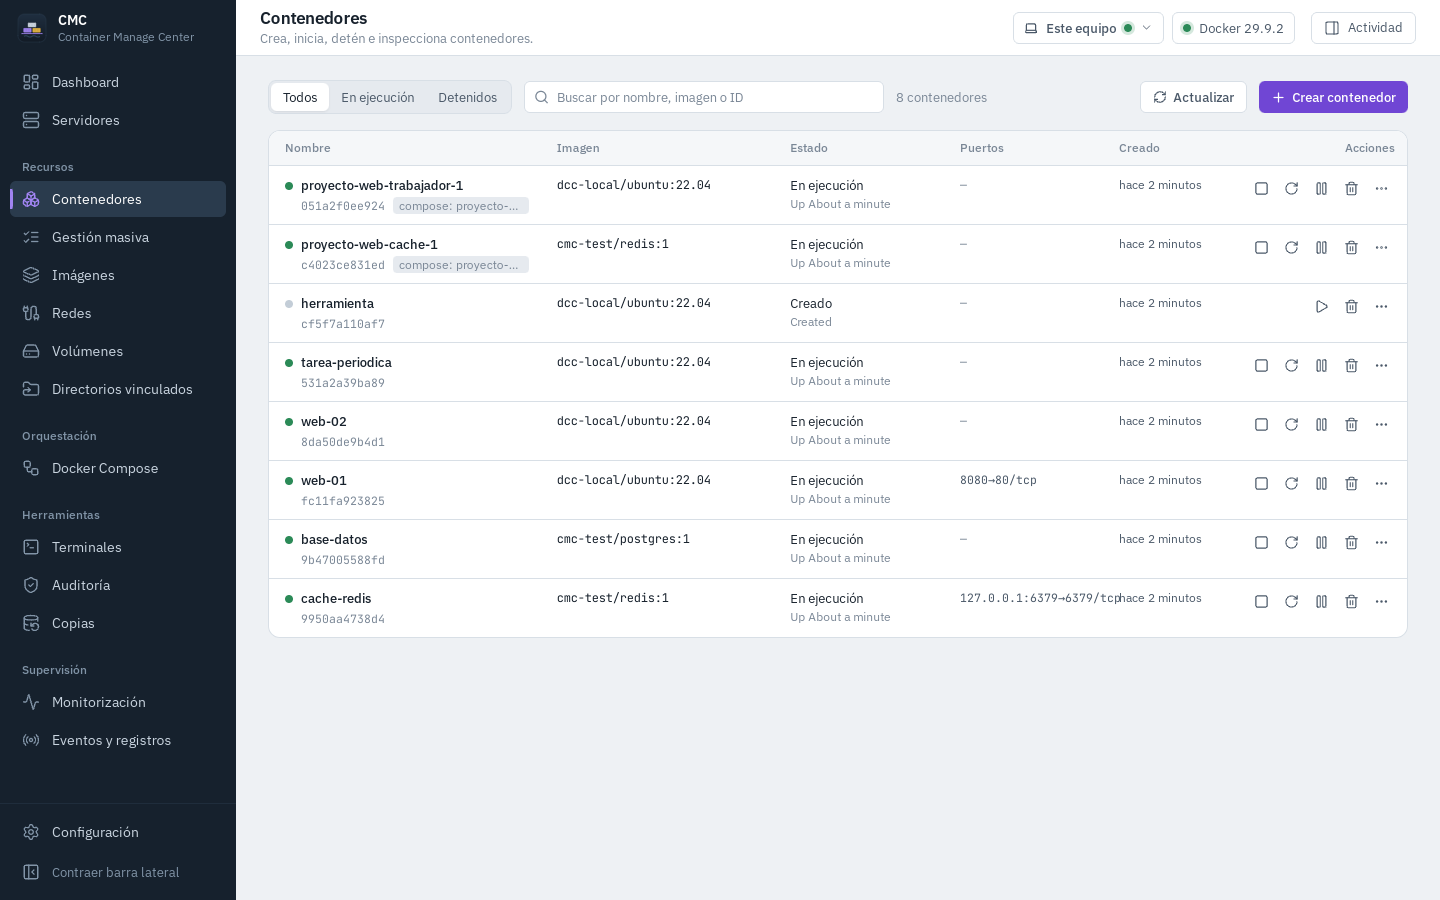 CMC
Container Manage Center
Dashboard
Servidores
Recursos
Contenedores
Gestión masiva
Imágenes
Redes
Volúmenes
Directorios vinculados
Orquestación
Docker Compose
Herramientas
Terminales
Auditoría
Copias
Supervisión
Monitorización
Eventos y registros
Configuración
Contraer barra lateral
Contenedores
Crea, inicia, detén e inspecciona contenedores.
Este equipo
Docker 29.9.2
Actividad
Todos En ejecución Detenidos
Buscar por nombre, imagen o ID
8 contenedores
Actualizar
Crear contenedor
Nombre Imagen Estado Puertos Creado Acciones
proyecto-web-trabajador-1 dcc-local/ubuntu:22.04 En ejecución – hace 2 minutos
051a2f0ee924 compose: proyecto-... Up About a minute
proyecto-web-cache-1 cmc-test/redis:1 En ejecución – hace 2 minutos
c4023ce831ed compose: proyecto-... Up About a minute
herramienta dcc-local/ubuntu:22.04 Creado – hace 2 minutos
cf5f7a110af7 Created
tarea-periodica dcc-local/ubuntu:22.04 En ejecución – hace 2 minutos
531a2a39ba89 Up About a minute
web-02 dcc-local/ubuntu:22.04 En ejecución – hace 2 minutos
8da50de9b4d1 Up About a minute
web-01 dcc-local/ubuntu:22.04 En ejecución 8080→80/tcp hace 2 minutos
fc11fa923825 Up About a minute
base-datos cmc-test/postgres:1 En ejecución – hace 2 minutos
9b47005588fd Up About a minute
cache-redis cmc-test/redis:1 En ejecución 127.0.0.1:6379→6379/tcp hace 2 minutos
9950aa4738d4 Up About a minute